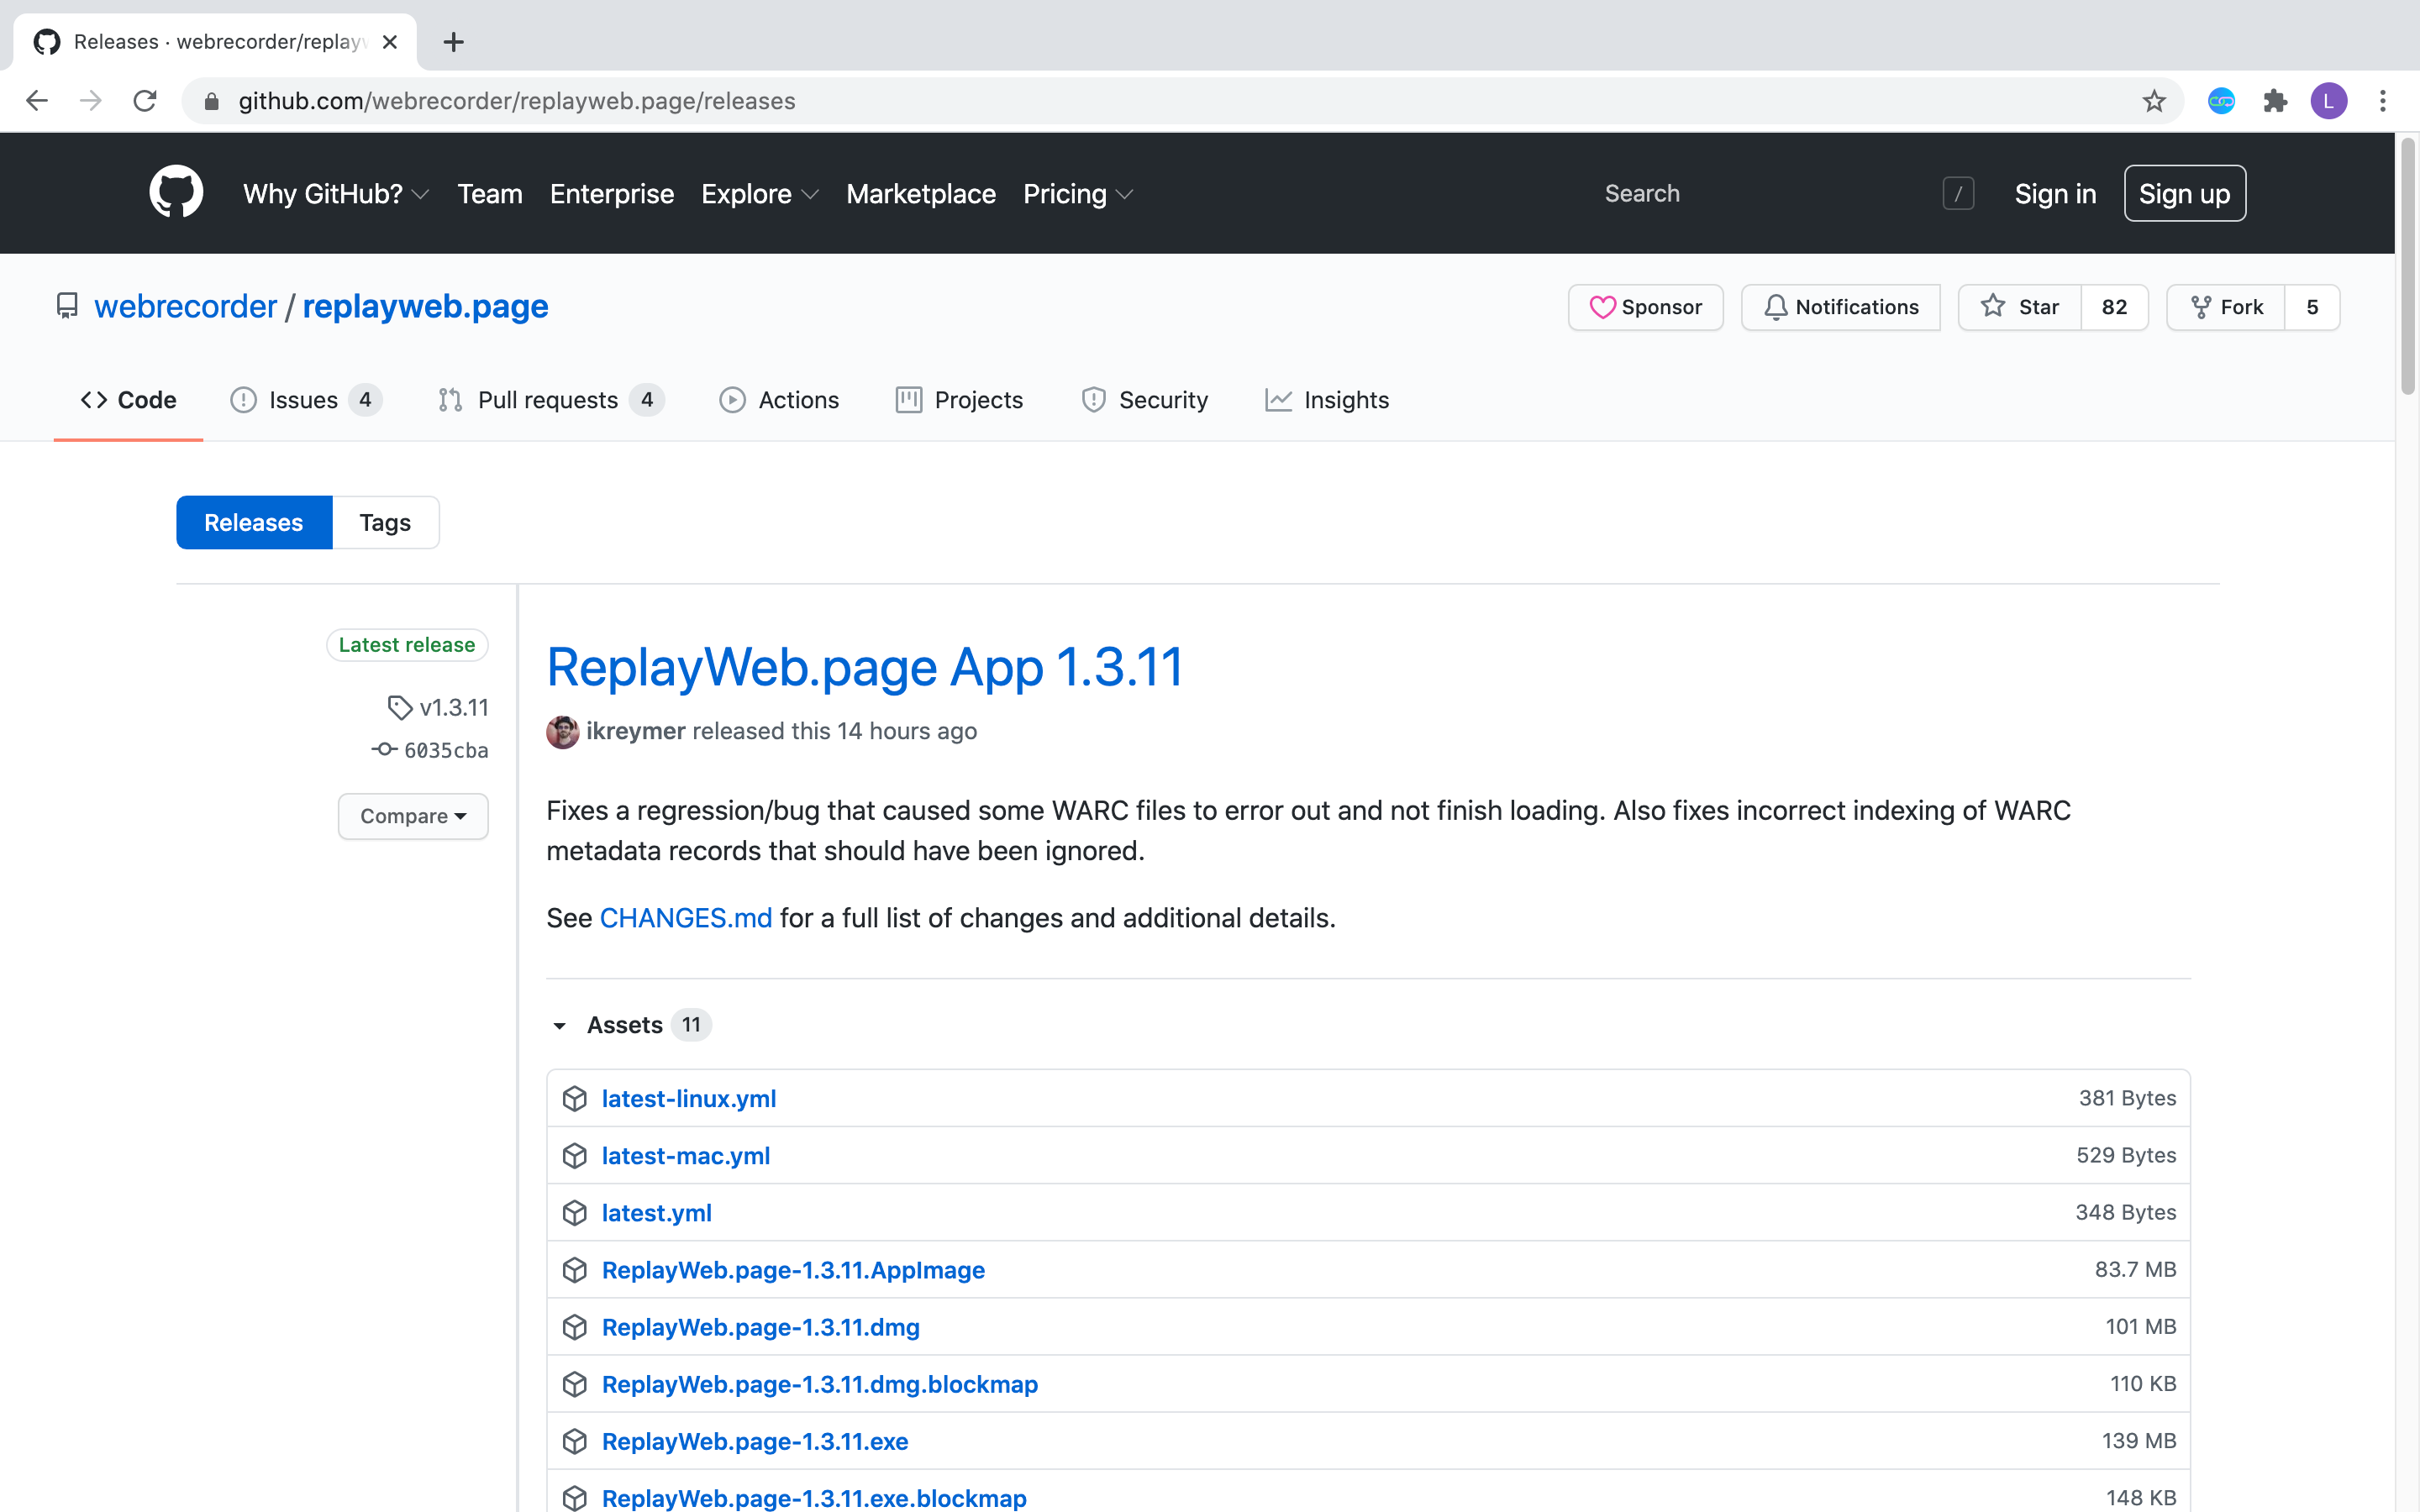 Releases · webrecorder/replayw
github.com/webrecorder/replayweb.page/releases
L
Why GitHub? Team Enterprise Explore Marketplace Pricing Search / Sign in Sign up
webrecorder / replayweb.page Sponsor Notifications Star 82 Fork 5
Code Issues 4 Pull requests 4 Actions Projects Security Insights
Releases Tags
Latest release
v1.3.11
6035cba
Compare
ReplayWeb.page App 1.3.11
ikreymer released this 14 hours ago
Fixes a regression/bug that caused some WARC files to error out and not finish loading. Also fixes incorrect indexing of WARC
metadata records that should have been ignored.
See CHANGES.md for a full list of changes and additional details.
Assets 11
latest-linux.yml 381 Bytes
latest-mac.yml 529 Bytes
latest.yml 348 Bytes
ReplayWeb.page-1.3.11.AppImage 83.7 MB
ReplayWeb.page-1.3.11.dmg 101 MB
ReplayWeb.page-1.3.11.dmg.blockmap 110 KB
ReplayWeb.page-1.3.11.exe 139 MB
ReplayWeb.page-1.3.11.exe.blockmap 148 KB